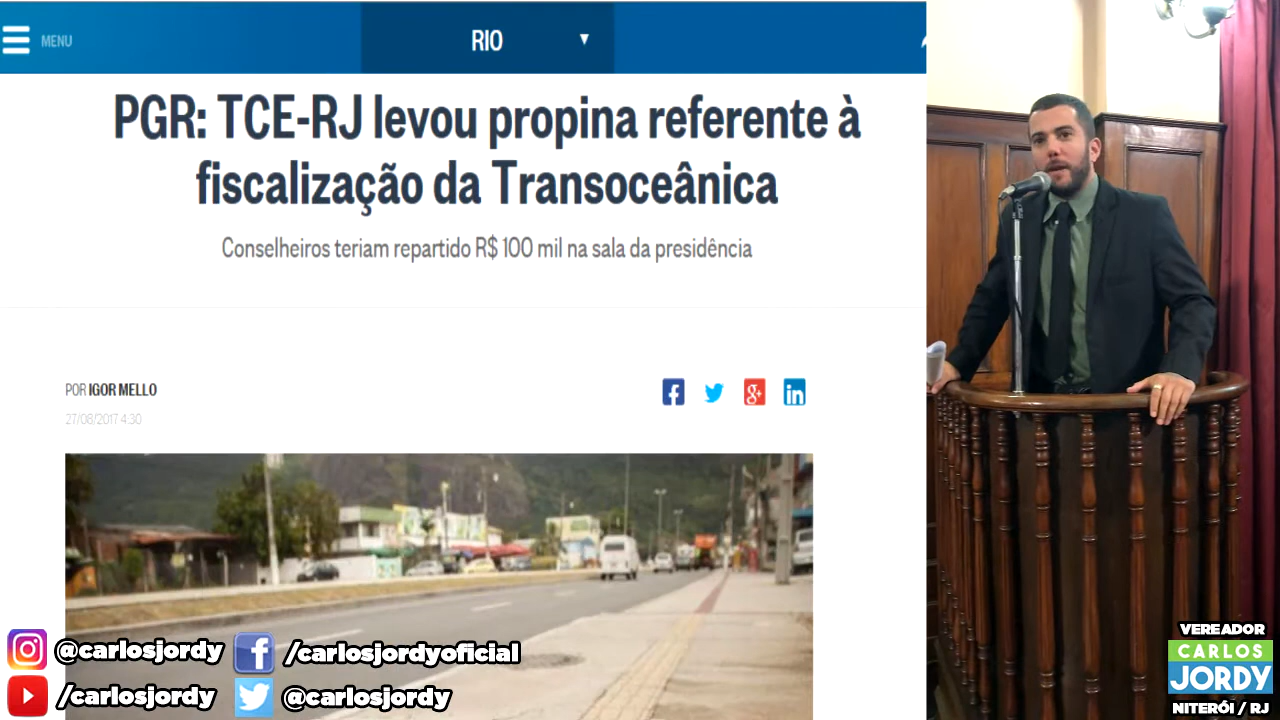 MENU
RIO
PGR: TCE-RJ levou propina referente à
fiscalização da Transoceânica
Conselheiros teriam repartido R$ 100 mil na sala da presidência
POR IGOR MELLO
27/08/2017 4:30
@carlosjordy
/carlosjordyoficial
/carlosjordy
@carlosjordy
VEREADOR
CARLOS
JORDY
NITERÓI / RJ